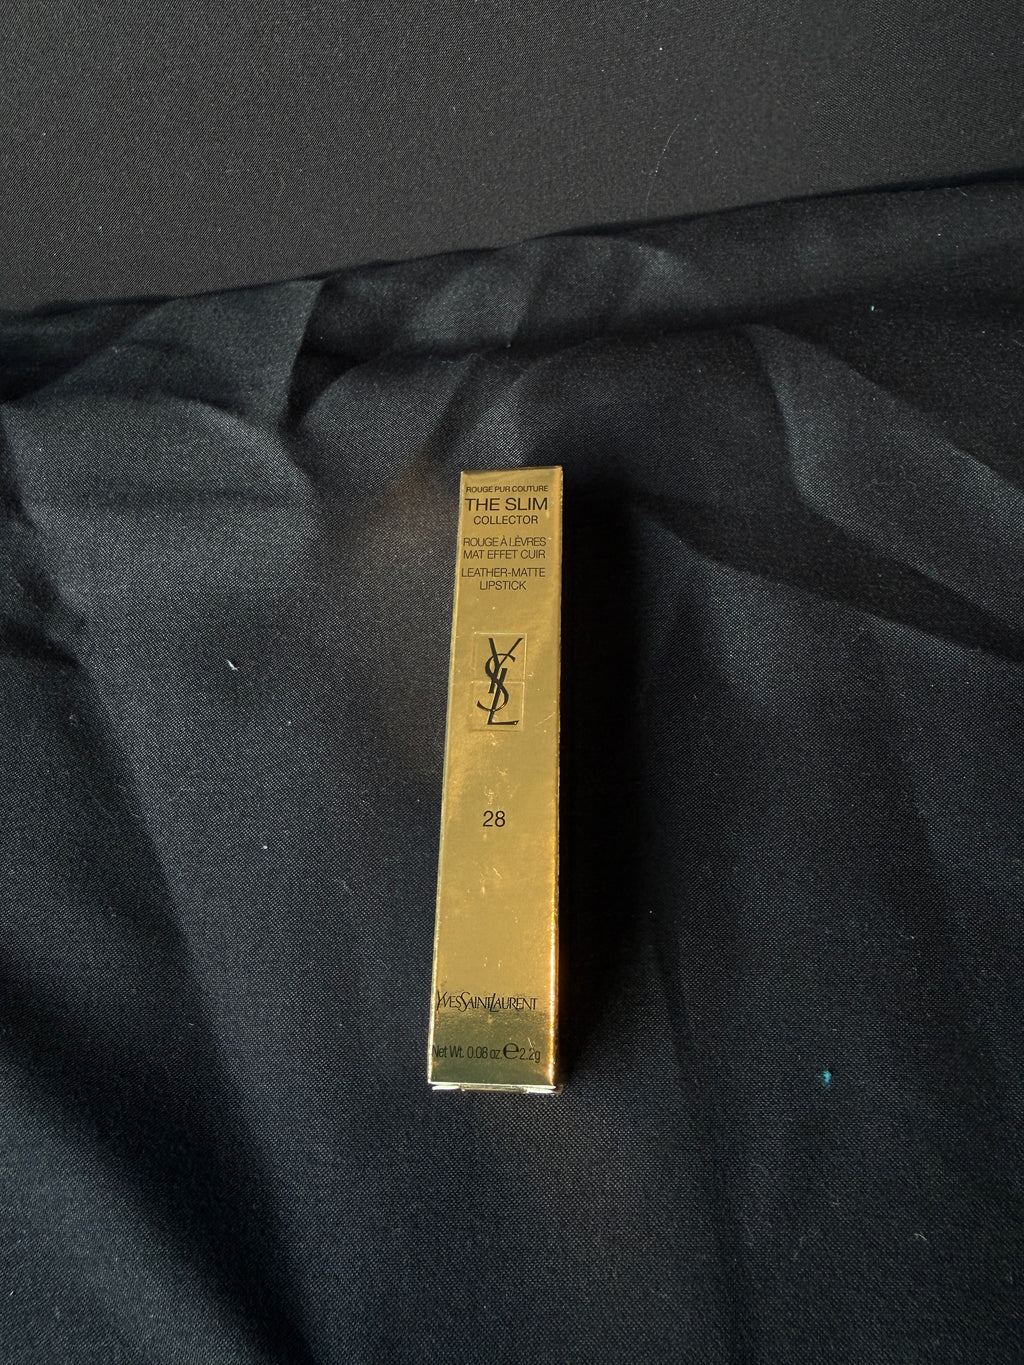 ROUGE PUR COUTURE
THE SLIM
COLLECTOR
ROUGE À LÈVRES
MAT EFFET CUIR
LEATHER-MATTE
LIPSTICK
YSL
28
YVESSAINTLAURENT
Net Wt. 0.08 oz. ℮ 2.2g